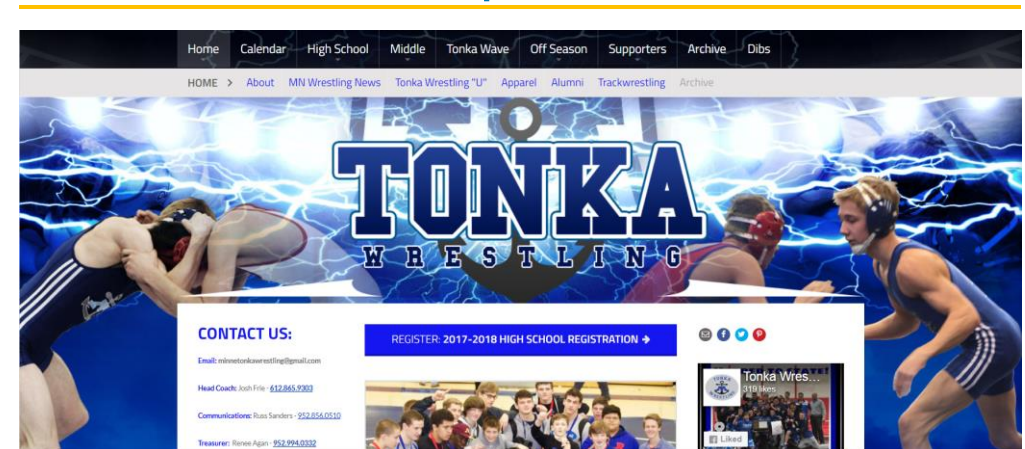 Home Calendar High School Middle Tonka Wave Off Season Supporters Archive Dibs
HOME > About MN Wrestling News Tonka Wrestling "U" Apparel Alumni Trackwrestling Archive
TONKA
WRESTLING
CONTACT US:
Email: minnetonkawrestling@gmail.com
Head Coach: Josh Frie - 612.865.9303
Communications: Russ Sanders - 952.856.0510
Treasurer: Renee Agan - 952.994.0332
REGISTER: 2017-2018 HIGH SCHOOL REGISTRATION →
Tonka Wres...
319 likes
Liked